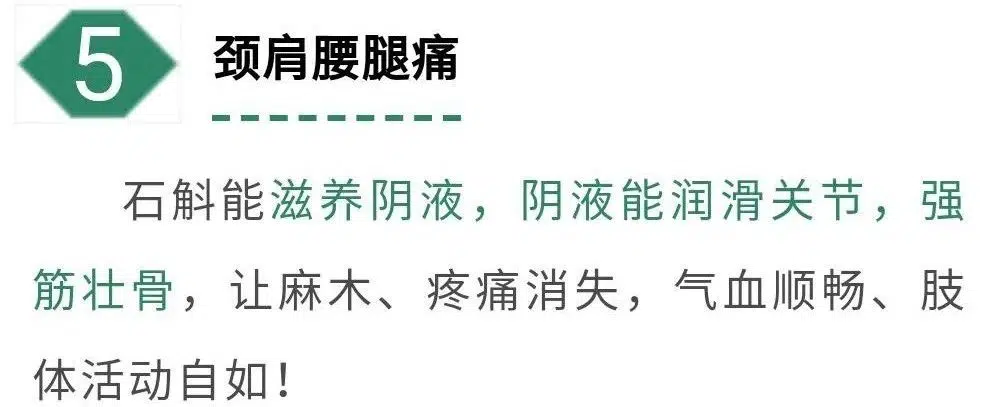 5
颈肩腰腿痛
石斛能滋养阴液，阴液能润滑关节，强
筋壮骨，让麻木、疼痛消失，气血顺畅、肢
体活动自如！